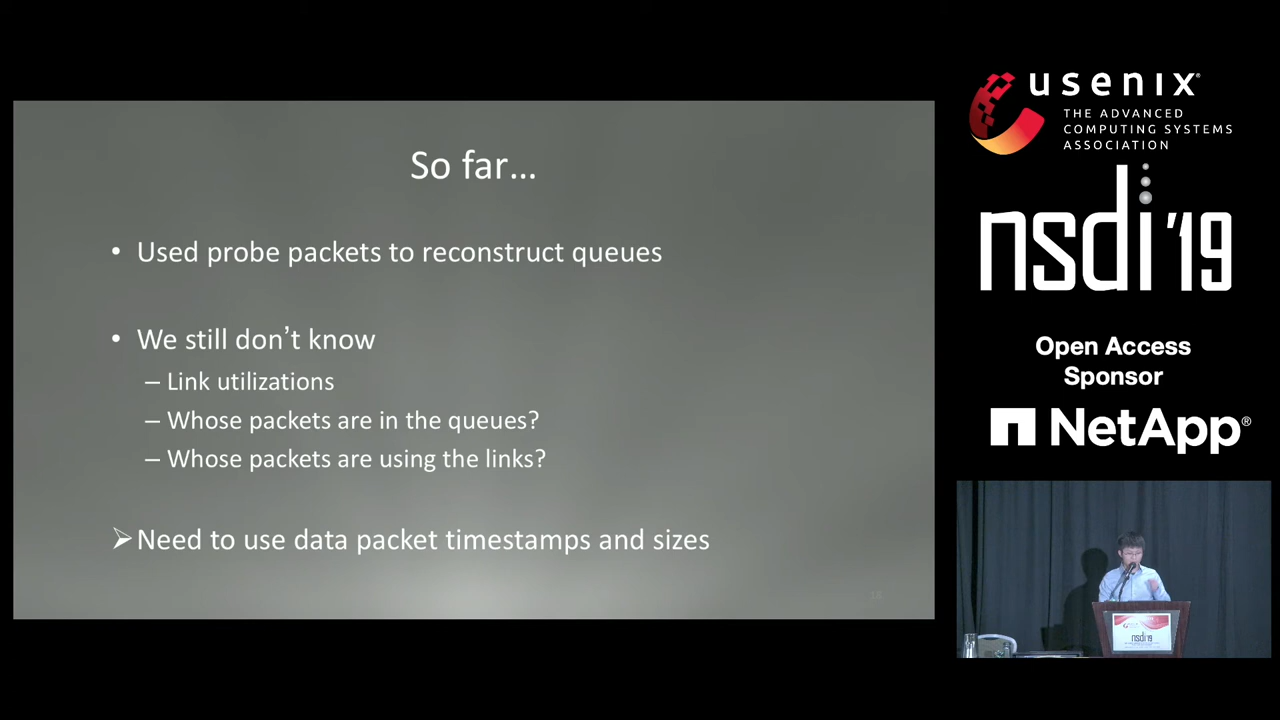 So far...
• Used probe packets to reconstruct queues
• We still don't know
– Link utilizations
– Whose packets are in the queues?
– Whose packets are using the links?
➢ Need to use data packet timestamps and sizes
usenix®
THE ADVANCED
COMPUTING SYSTEMS
ASSOCIATION
nsdi '19
Open Access
Sponsor
NetApp®
nsdi'19